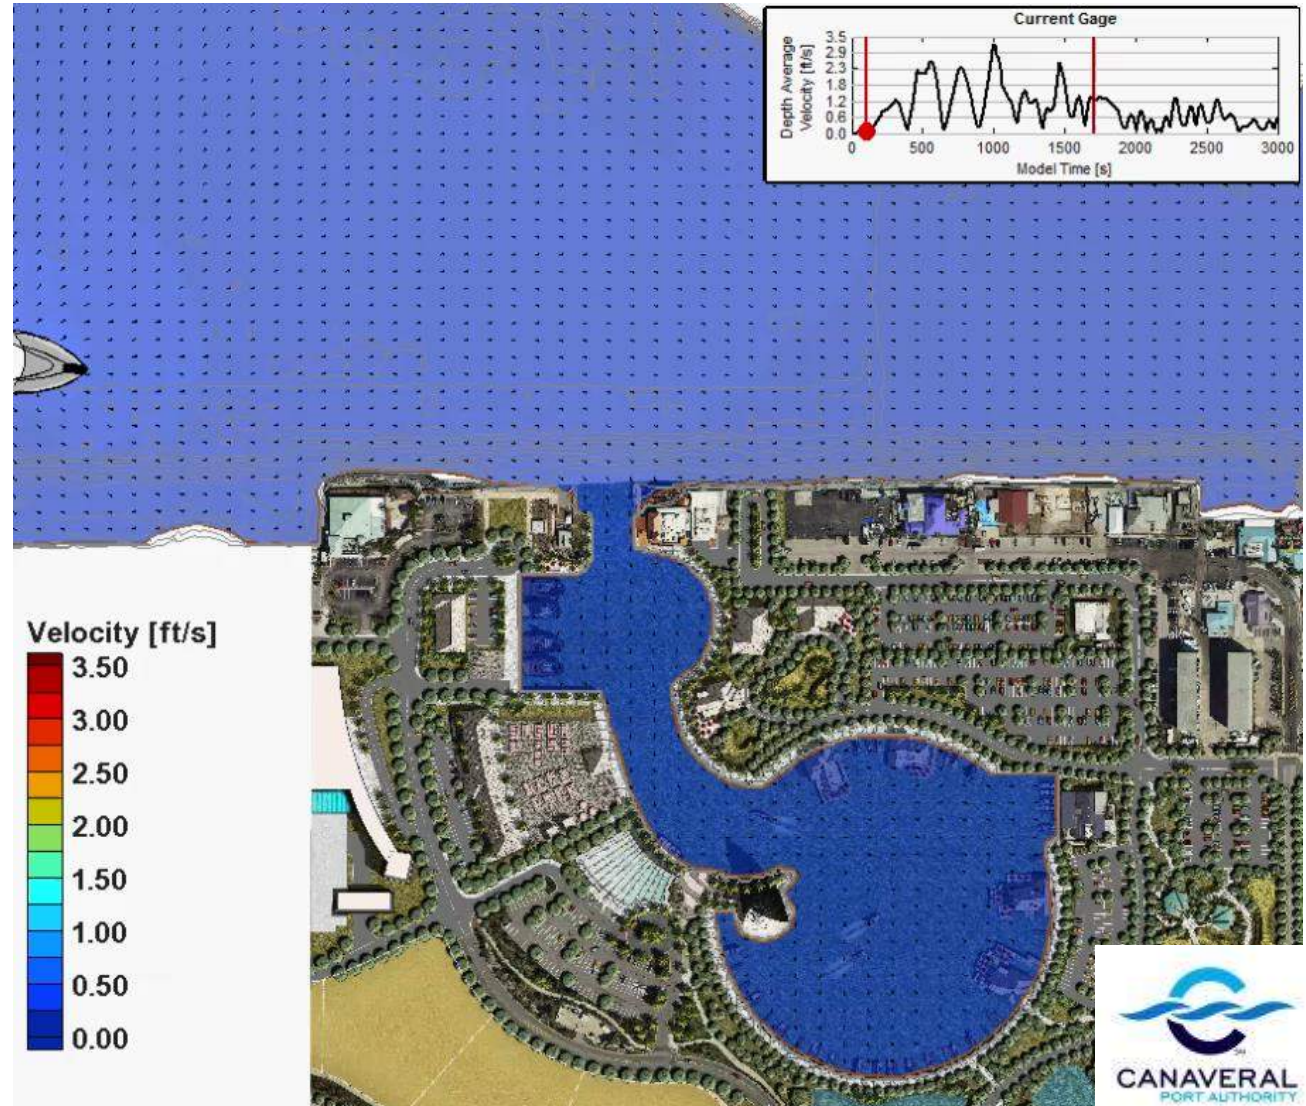 Current Gage
Depth Average
Velocity [ft/s]
3.5
2.9
2.3
1.8
1.2
0.6
0.0
0 500 1000 1500 2000 2500 3000
Model Time [s]
Velocity [ft/s]
3.50
3.00
2.50
2.00
1.50
1.00
0.50
0.00
CANAVERAL
PORT AUTHORITY